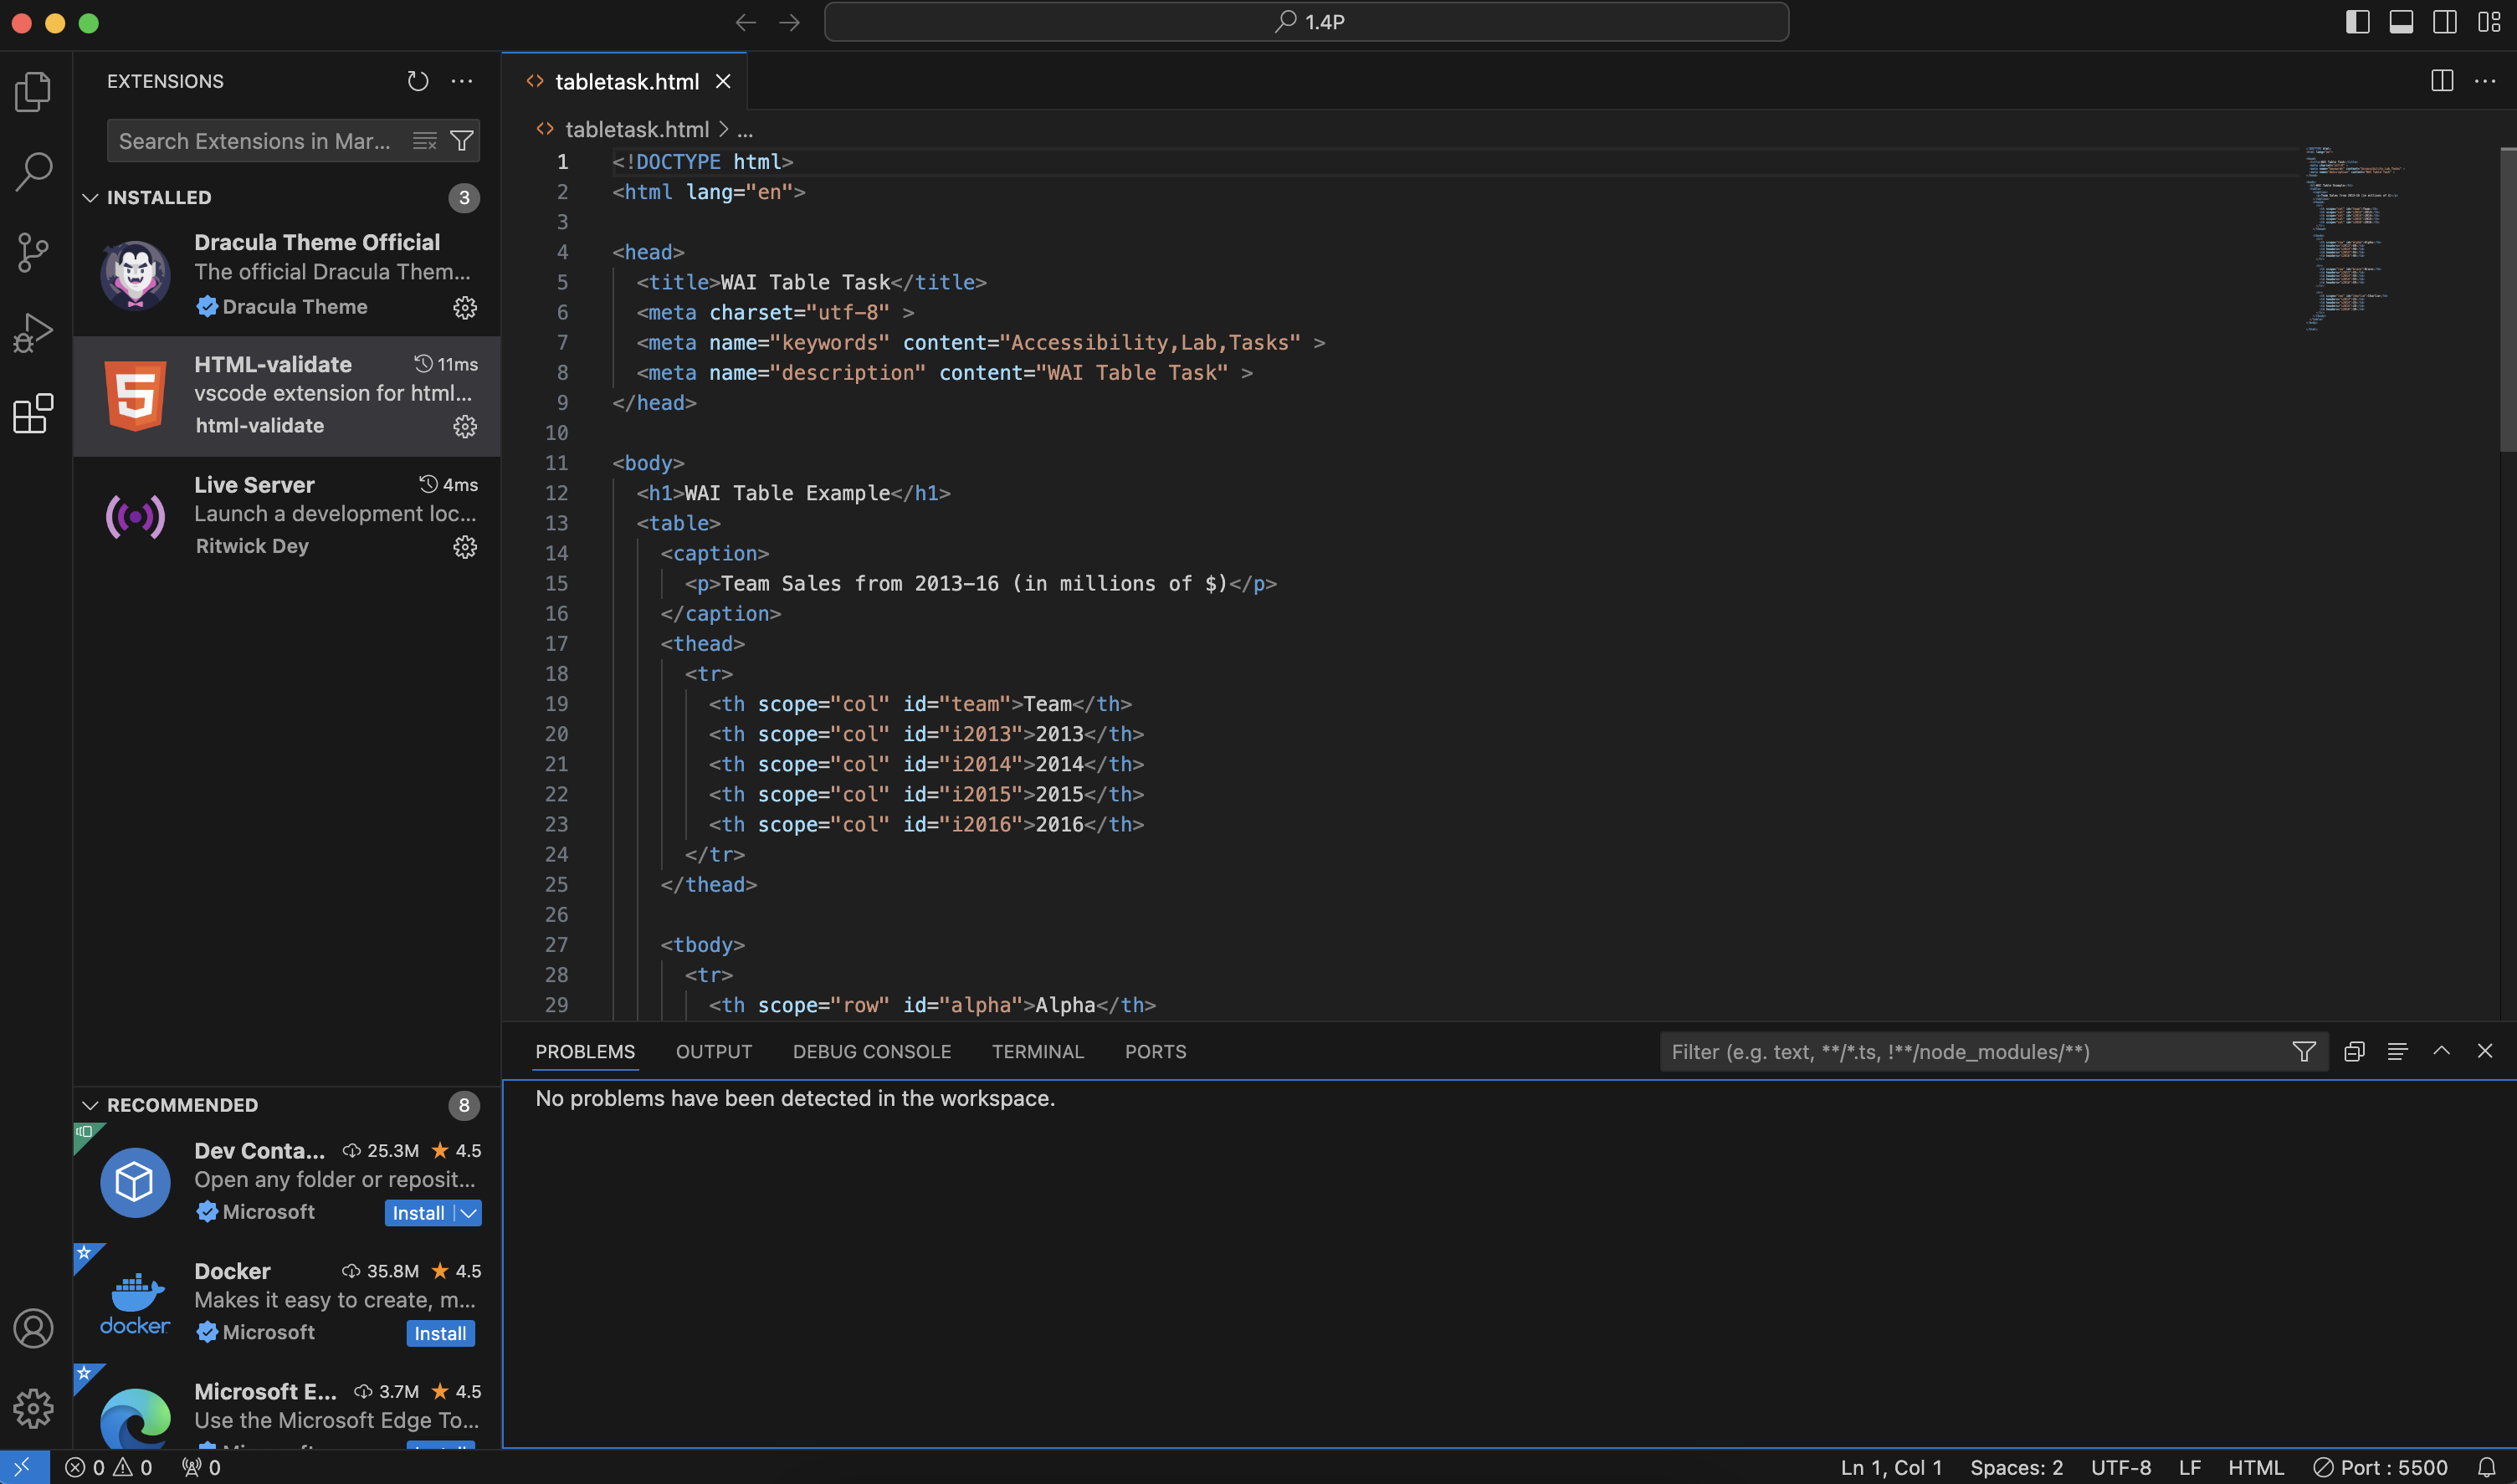 1.4P
EXTENSIONS
Search Extensions in Mar...
INSTALLED
3
Dracula Theme Official
The official Dracula Them...
Dracula Theme
HTML-validate 11ms
vscode extension for html...
html-validate
Live Server 4ms
Launch a development loc...
Ritwick Dey
RECOMMENDED
8
Dev Conta... 25.3M 4.5
Open any folder or reposit...
Microsoft Install
Docker 35.8M 4.5
Makes it easy to create, m...
docker
Microsoft Install
Microsoft E... 3.7M 4.5
Use the Microsoft Edge To...
tabletask.html
tabletask.html > ...
1 <!DOCTYPE html>
2 <html lang="en">
3
4 <head>
5 <title>WAI Table Task</title>
6 <meta charset="utf-8" >
7 <meta name="keywords" content="Accessibility,Lab,Tasks" >
8 <meta name="description" content="WAI Table Task" >
9 </head>
10
11 <body>
12 <h1>WAI Table Example</h1>
13 <table>
14 <caption>
15 <p>Team Sales from 2013-16 (in millions of $)</p>
16 </caption>
17 <thead>
18 <tr>
19 <th scope="col" id="team">Team</th>
20 <th scope="col" id="i2013">2013</th>
21 <th scope="col" id="i2014">2014</th>
22 <th scope="col" id="i2015">2015</th>
23 <th scope="col" id="i2016">2016</th>
24 </tr>
25 </thead>
26
27 <tbody>
28 <tr>
29 <th scope="row" id="alpha">Alpha</th>
PROBLEMS OUTPUT DEBUG CONSOLE TERMINAL PORTS
Filter (e.g. text, **/*.ts, !**/node_modules/**)
No problems have been detected in the workspace.
0 0 0
Ln 1, Col 1 Spaces: 2 UTF-8 LF HTML Port : 5500